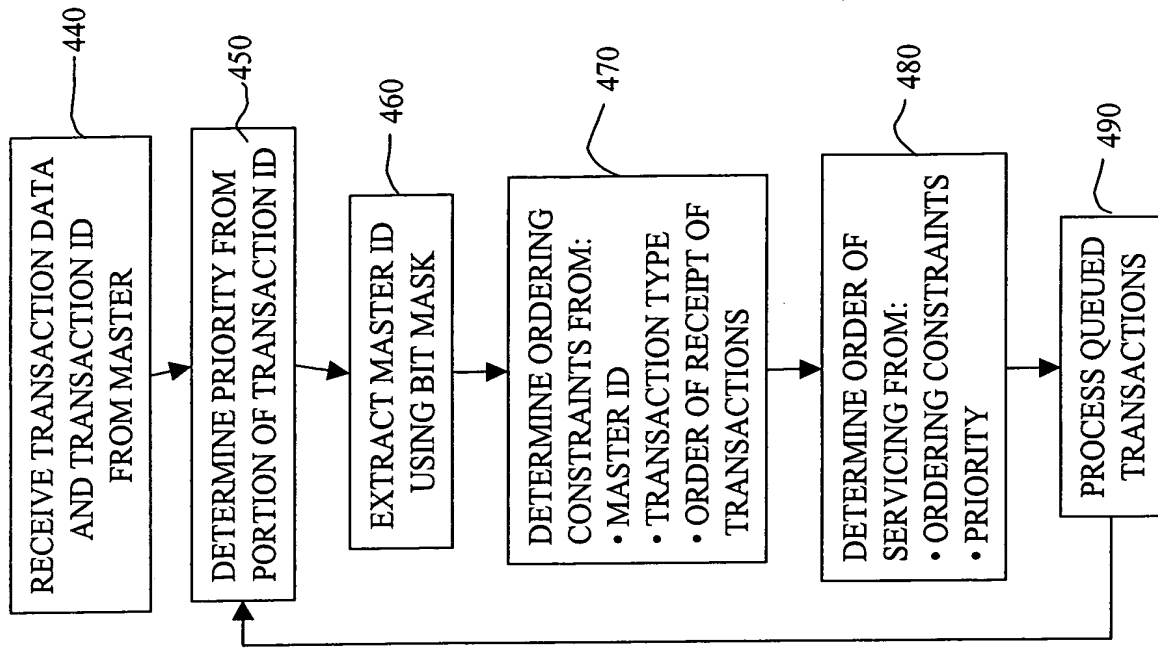 RECEIVE TRANSACTION DATA
AND TRANSACTION ID
FROM MASTER
440
DETERMINE PRIORITY FROM
PORTION OF TRANSACTION ID
450
EXTRACT MASTER ID
USING BIT MASK
460
DETERMINE ORDERING
CONSTRAINTS FROM:
• MASTER ID
• TRANSACTION TYPE
• ORDER OF RECEIPT OF
TRANSACTIONS
470
DETERMINE ORDER OF
SERVICING FROM:
• ORDERING CONSTRAINTS
• PRIORITY
480
PROCESS QUEUED
TRANSACTIONS
490